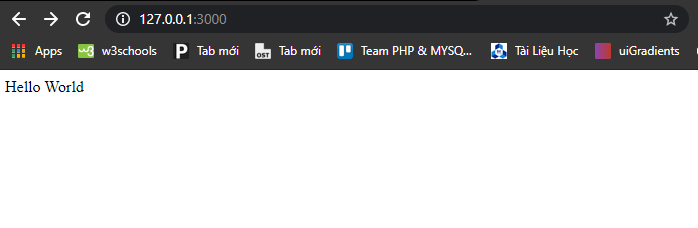 127.0.0.1:3000
Apps w3schools Tab mới OST Tab mới Team PHP & MYSQ... Tài Liệu Học uiGradients
Hello World